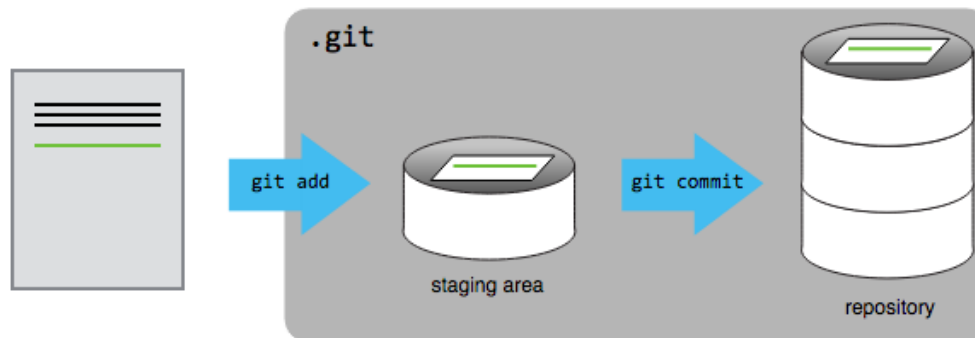 .git
git add
git commit
staging area
repository